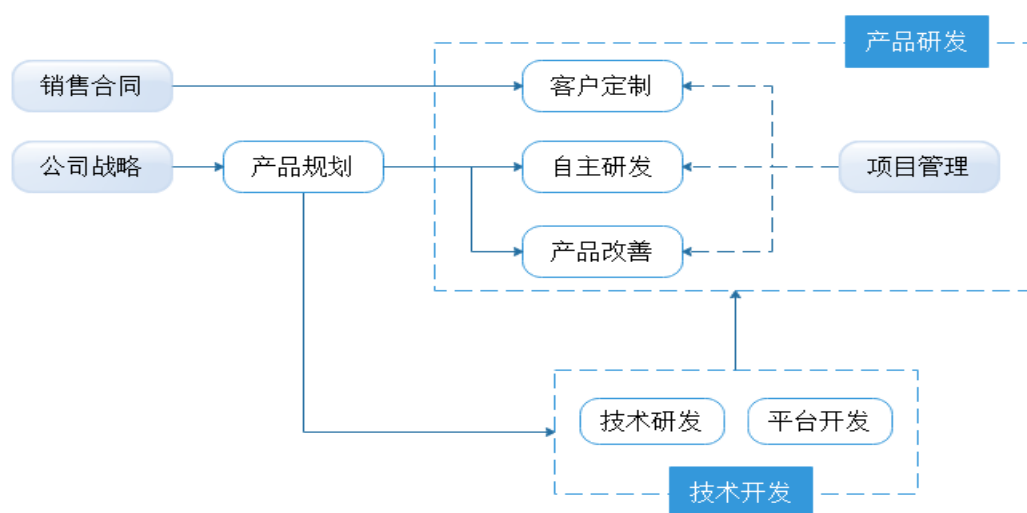 产品研发
销售合同
客户定制
公司战略
产品规划
自主研发
项目管理
产品改善
技术研发
平台开发
技术开发